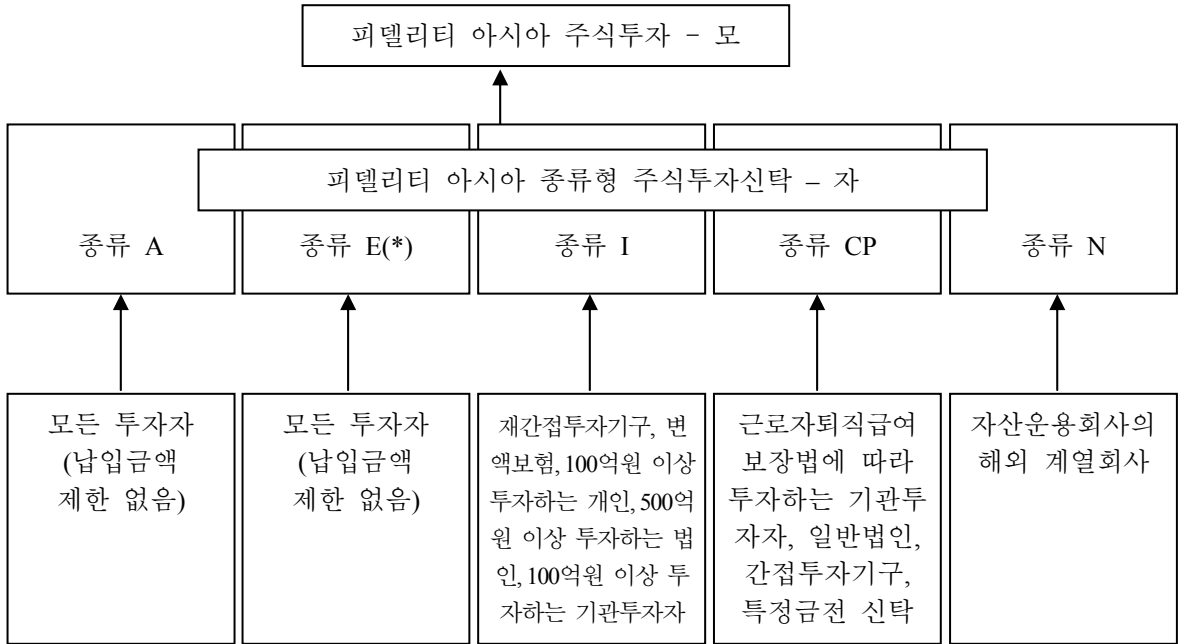 피델리티 아시아 주식투자 - 모
피델리티 아시아 종류형 주식투자신탁 – 자
종류 A
종류 E(*)
종류 I
종류 CP
종류 N
모든 투자자
(납입금액
제한 없음)
모든 투자자
(납입금액
제한 없음)
재간접투자기구, 변
액보험, 100억원 이상
투자하는 개인, 500억
원 이상 투자하는 법
인, 100억원 이상 투
자하는 기관투자자
근로자퇴직급여
보장법에 따라
투자하는 기관투
자자, 일반법인,
간접투자기구,
특정금전 신탁
자산운용회사의
해외 계열회사